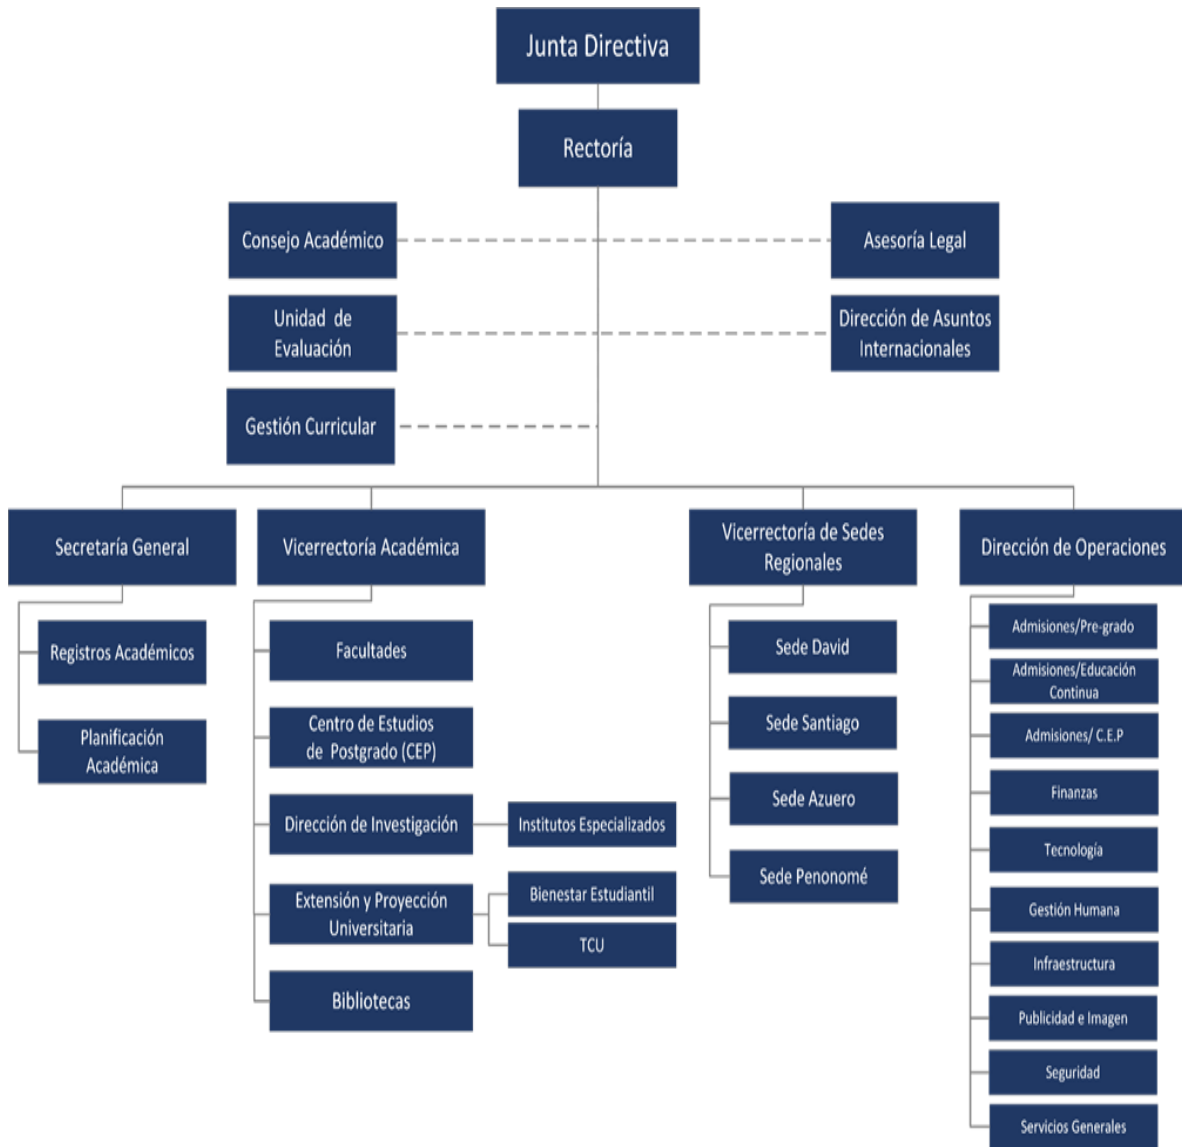 Junta Directiva
Rectoría
Consejo Académico
Asesoría Legal
Unidad de
Evaluación
Dirección de Asuntos
Internacionales
Gestión Curricular
Secretaría General
Vicerrectoría Académica
Vicerrectoría de Sedes
Regionales
Dirección de Operaciones
Registros Académicos
Planificación
Académica
Facultades
Centro de Estudios
de Postgrado (CEP)
Dirección de Investigación
Institutos Especializados
Extensión y Proyección
Universitaria
Bienestar Estudiantil
TCU
Bibliotecas
Sede David
Sede Santiago
Sede Azuero
Sede Penonomé
Admisiones/Pre-grado
Admisiones/Educación
Continua
Admisiones/ C.E.P
Finanzas
Tecnología
Gestión Humana
Infraestructura
Publicidad e Imagen
Seguridad
Servicios Generales